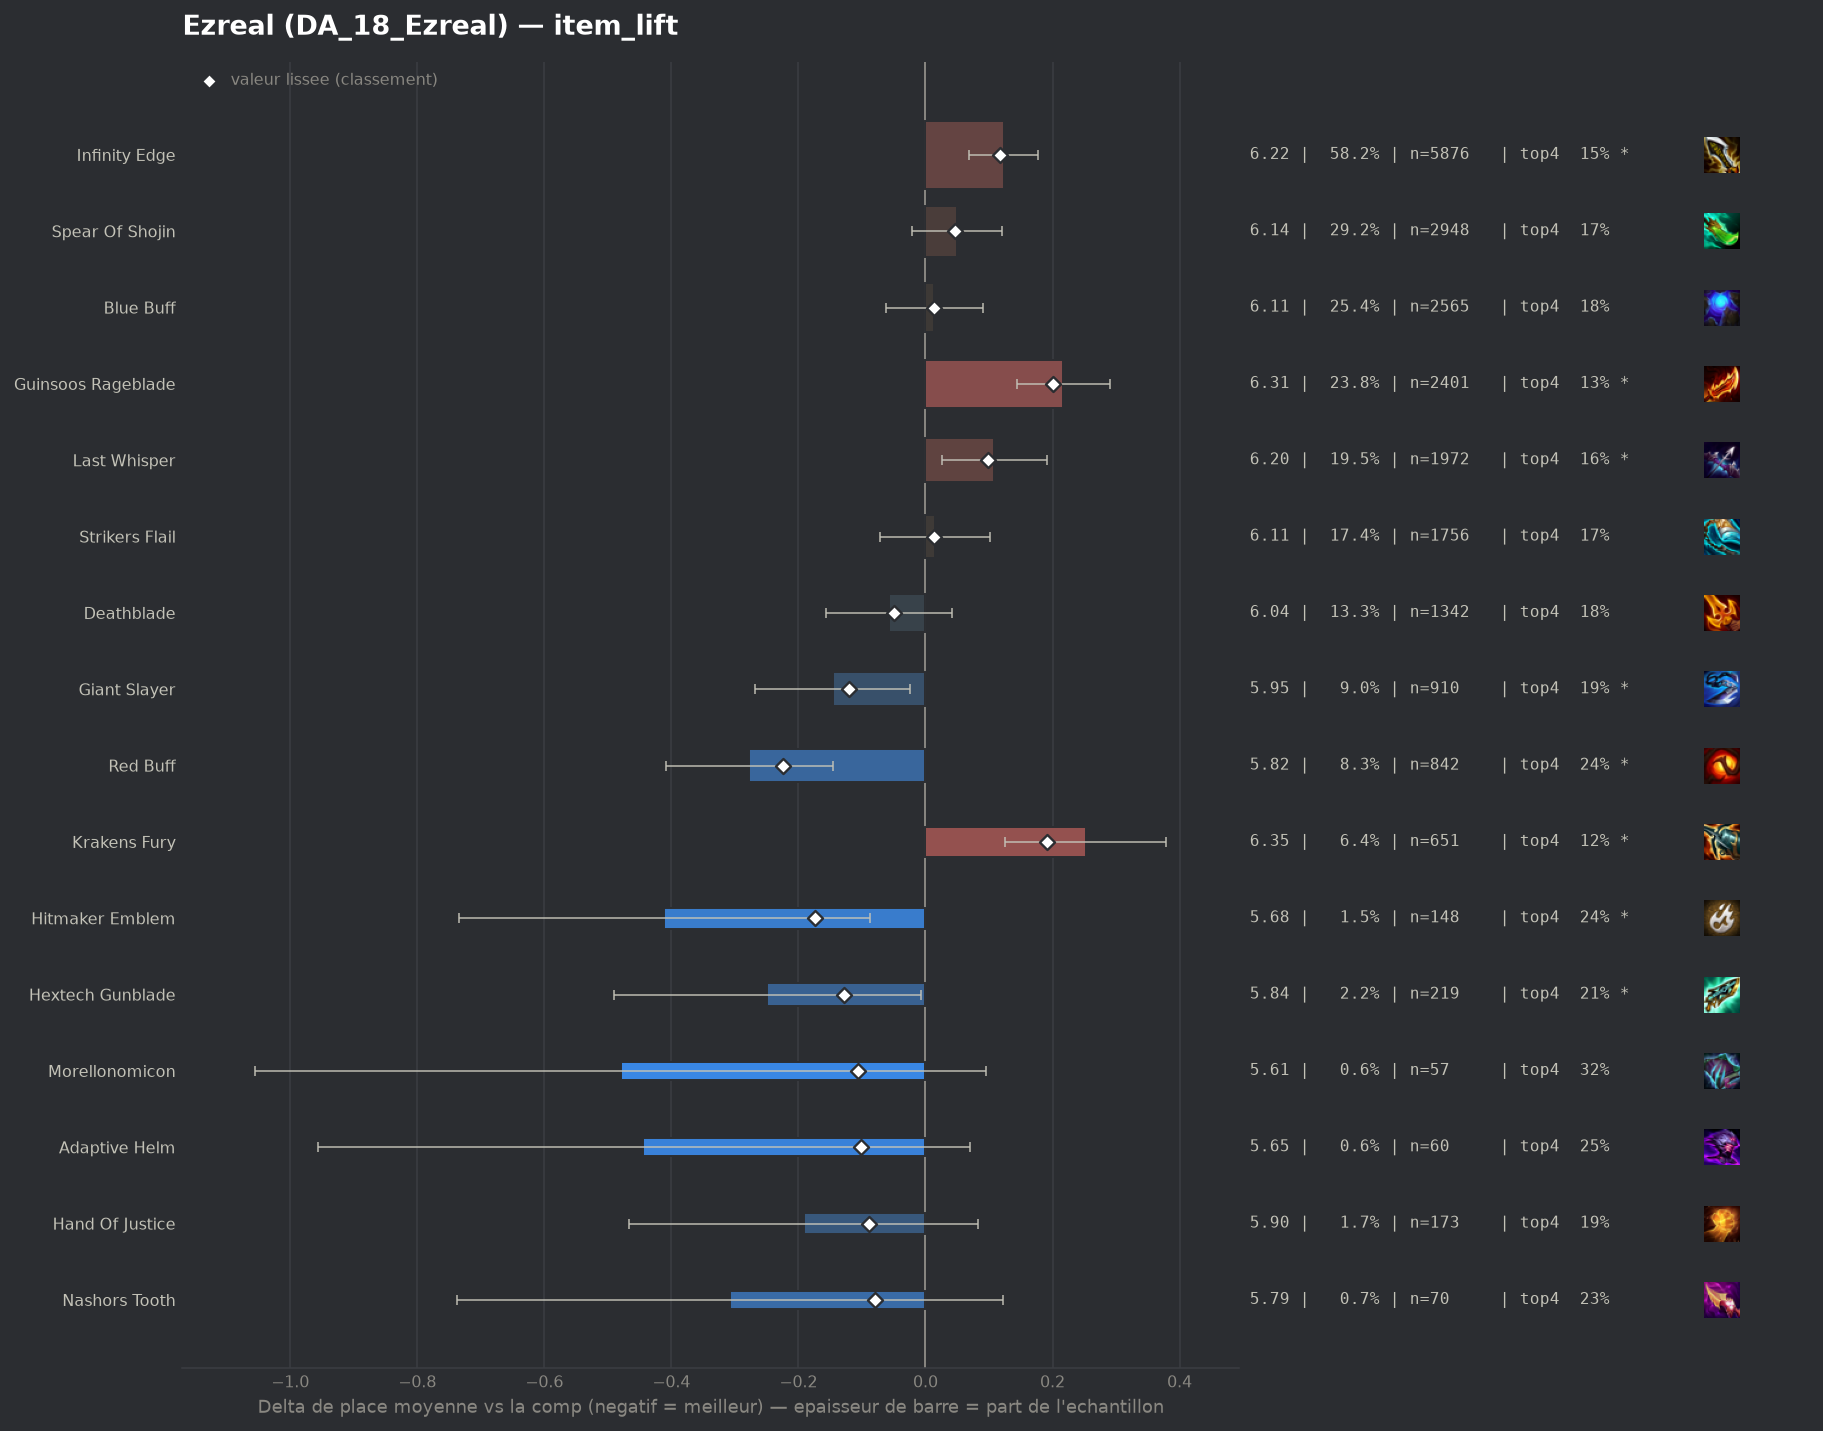 Ezreal (DA_18_Ezreal) — item_lift
valeur lissee (classement)
Infinity Edge 6.22 | 58.2% | n=5876 | top4 15% *
Spear Of Shojin 6.14 | 29.2% | n=2948 | top4 17%
Blue Buff 6.11 | 25.4% | n=2565 | top4 18%
Guinsoos Rageblade 6.31 | 23.8% | n=2401 | top4 13% *
Last Whisper 6.20 | 19.5% | n=1972 | top4 16% *
Strikers Flail 6.11 | 17.4% | n=1756 | top4 17%
Deathblade 6.04 | 13.3% | n=1342 | top4 18%
Giant Slayer 5.95 | 9.0% | n=910 | top4 19% *
Red Buff 5.82 | 8.3% | n=842 | top4 24% *
Krakens Fury 6.35 | 6.4% | n=651 | top4 12% *
Hitmaker Emblem 5.68 | 1.5% | n=148 | top4 24% *
Hextech Gunblade 5.84 | 2.2% | n=219 | top4 21% *
Morellonomicon 5.61 | 0.6% | n=57 | top4 32%
Adaptive Helm 5.65 | 0.6% | n=60 | top4 25%
Hand Of Justice 5.90 | 1.7% | n=173 | top4 19%
Nashors Tooth 5.79 | 0.7% | n=70 | top4 23%
−1.0 −0.8 −0.6 −0.4 −0.2 0.0 0.2 0.4
Delta de place moyenne vs la comp (negatif = meilleur) — epaisseur de barre = part de l'echantillon